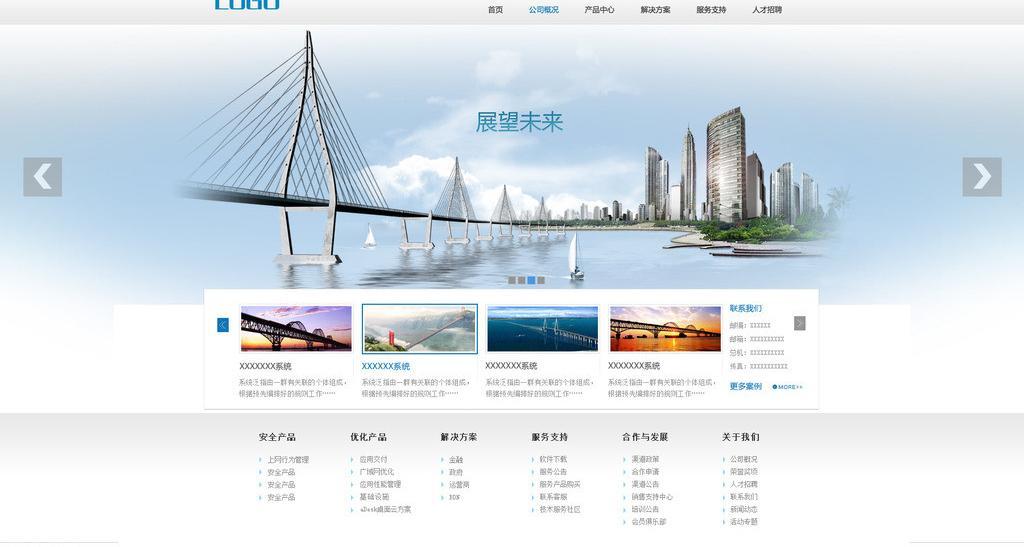 LOGO
首页 公司概况 产品中心 解决方案 服务支持 人才招聘
展望未来
XXXXXXX系统 XXXXXX系统 XXXXXXX系统 XXXXXXX系统
系统泛指由一群有关联的个体组成， 系统泛指由一群有关联的个体组成， 系统泛指由一群有关联的个体组成， 系统泛指由一群有关联的个体组成，
根据预先编排好的规则工作…… 根据预先编排好的规则工作…… 根据预先编排好的规则工作…… 根据预先编排好的规则工作……
联系我们
邮编：XXXXXX
邮箱：XXXXXXXXXX
总机：XXXXXXXXXX
传真：XXXXXXXXXXX
更多案例 MORE>>
安全产品
上网行为管理
安全产品
安全产品
安全产品
优化产品
应用交付
广域网优化
应用性能管理
基础设施
aDesk桌面云方案
解决方案
金融
政府
运营商
服务支持
软件下载
服务公告
服务产品购买
联系客服
技术服务社区
合作与发展
渠道政策
合作申请
渠道公告
销售支持中心
培训公告
会员俱乐部
关于我们
公司概况
荣誉奖项
人才招聘
联系我们
新闻动态
活动专题